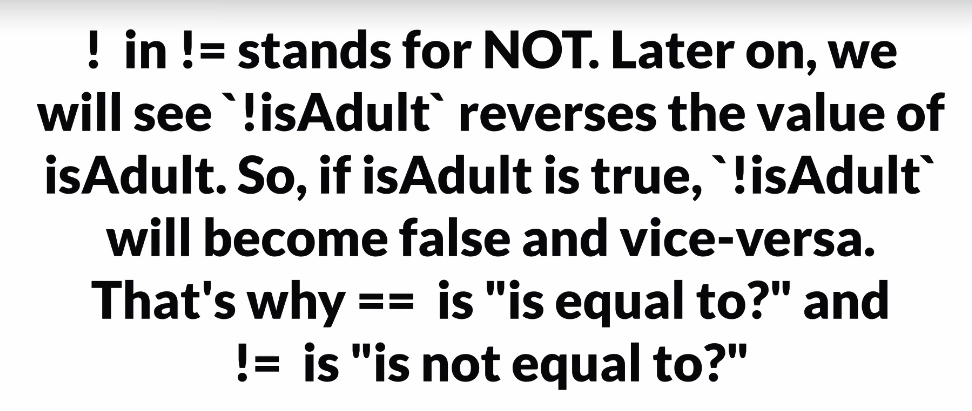 ! in != stands for NOT. Later on, we
will see `!isAdult` reverses the value of
isAdult. So, if isAdult is true, `!isAdult`
will become false and vice-versa.
That's why == is "is equal to?" and
!= is "is not equal to?"